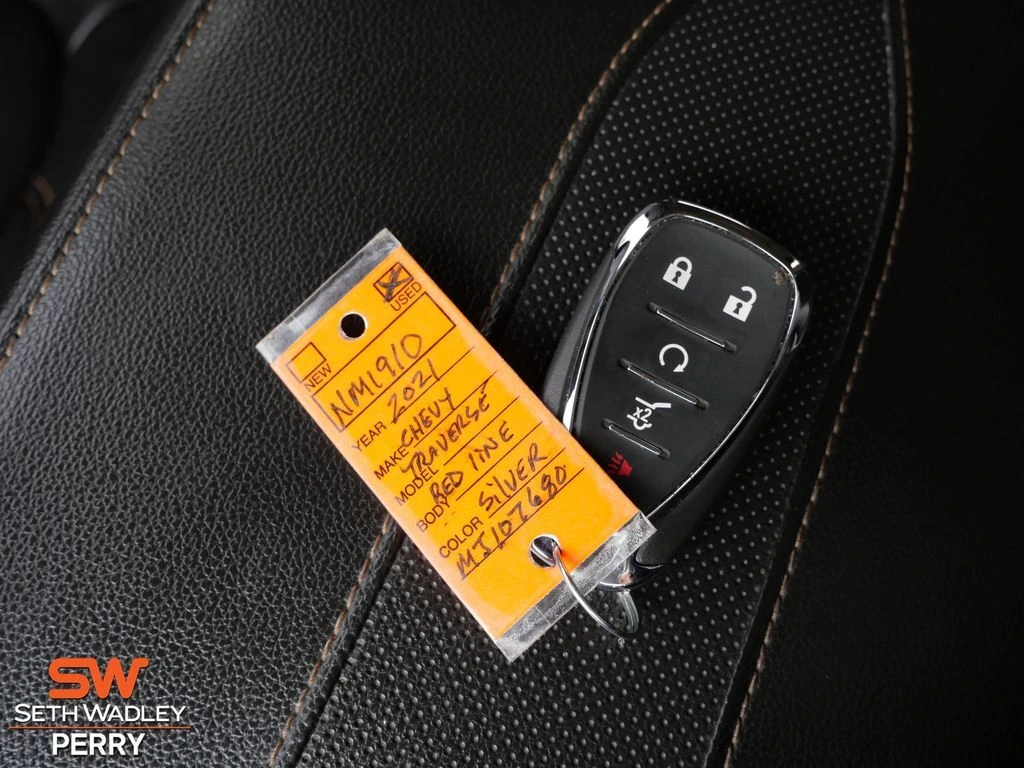 USED
NEW
NM1910
YEAR 2021
MAKE CHEVY
MODEL TRAVERSE
BODY RED LINE
COLOR SILVER
MJ107680
X2
SW
SETH WADLEY
PERRY